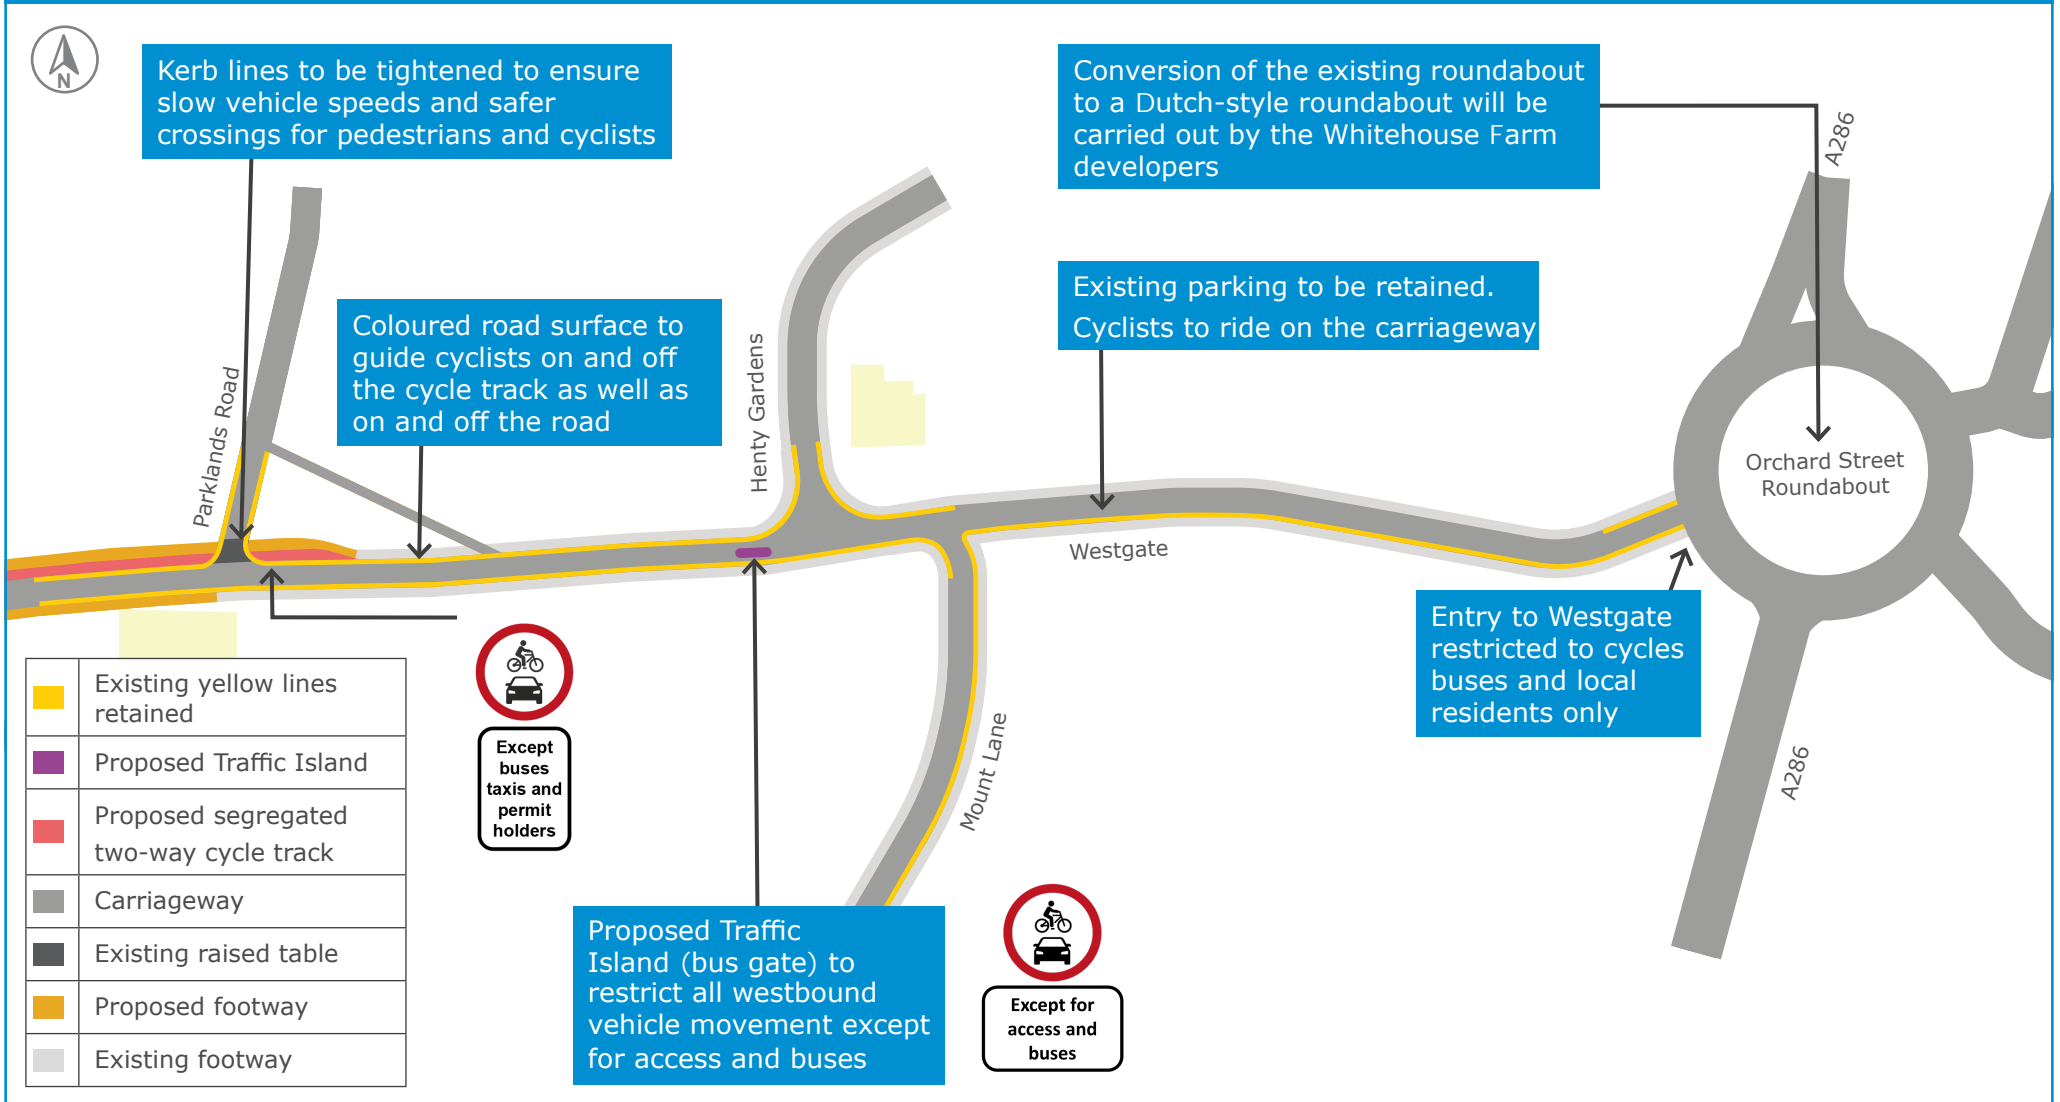 N
Kerb lines to be tightened to ensure
slow vehicle speeds and safer
crossings for pedestrians and cyclists
Conversion of the existing roundabout
to a Dutch-style roundabout will be
carried out by the Whitehouse Farm
developers
A286
Existing parking to be retained.
Cyclists to ride on the carriageway
Coloured road surface to
guide cyclists on and off
the cycle track as well as
on and off the road
Parklands Road
Henty Gardens
Orchard Street
Roundabout
Westgate
Entry to Westgate
restricted to cycles
buses and local
residents only
Mount Lane
A286
Except
buses
taxis and
permit
holders
Existing yellow lines
retained
Proposed Traffic Island
Proposed segregated
two-way cycle track
Carriageway
Existing raised table
Proposed footway
Existing footway
Proposed Traffic
Island (bus gate) to
restrict all westbound
vehicle movement except
for access and buses
Except for
access and
buses